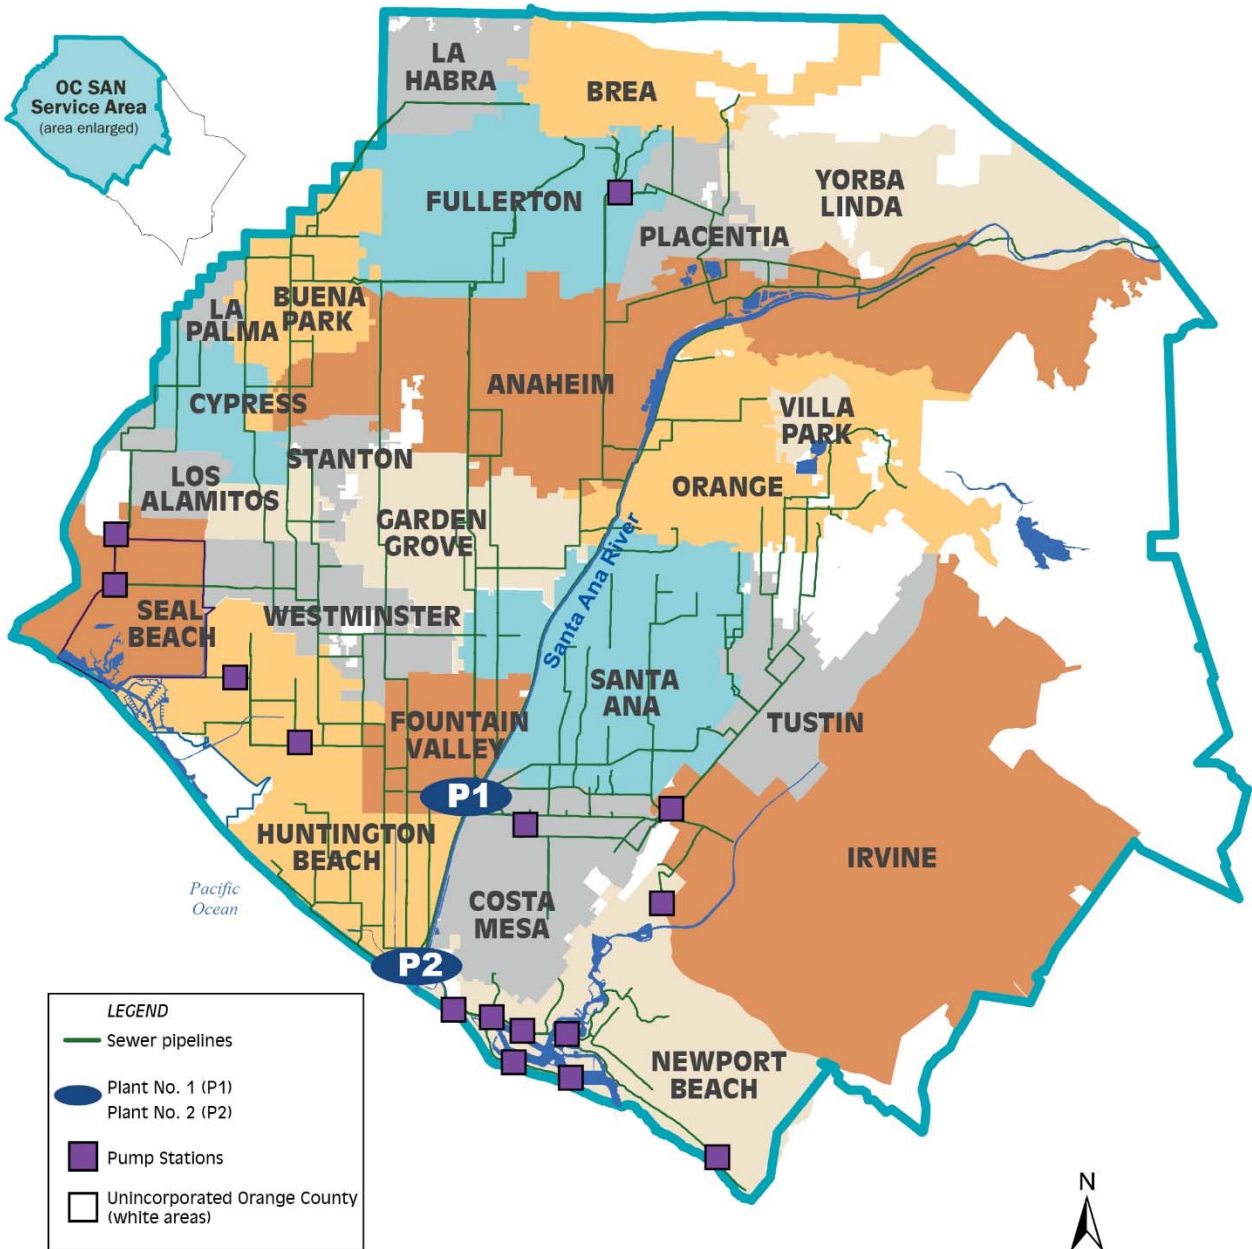 OC SAN
Service Area
(area enlarged)
LA
HABRA
BREA
FULLERTON
YORBA
LINDA
PLACENTIA
LA
PALMA
BUENA
PARK
ANAHEIM
CYPRESS
VILLA
PARK
STANTON
LOS
ALAMITOS
ORANGE
GARDEN
GROVE
Santa Ana River
SEAL
BEACH
WESTMINSTER
SANTA
ANA
FOUNTAIN
VALLEY
TUSTIN
P1
HUNTINGTON
BEACH
IRVINE
Pacific
Ocean
COSTA
MESA
P2
NEWPORT
BEACH
LEGEND
Sewer pipelines
Plant No. 1 (P1)
Plant No. 2 (P2)
Pump Stations
Unincorporated Orange County
(white areas)
N